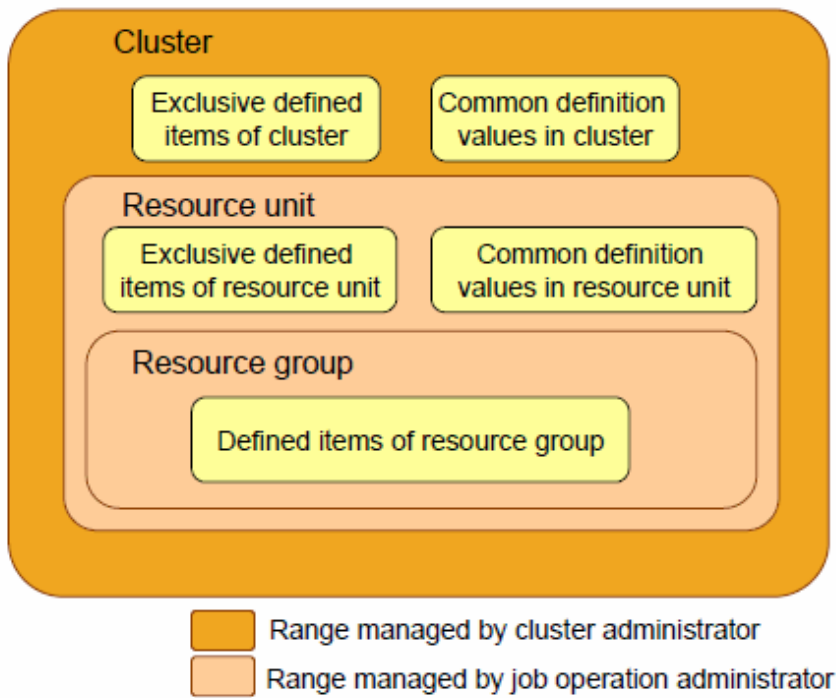 Cluster
Exclusive defined
items of cluster
Common definition
values in cluster
Resource unit
Exclusive defined
items of resource unit
Common definition
values in resource unit
Resource group
Defined items of resource group
Range managed by cluster administrator
Range managed by job operation administrator